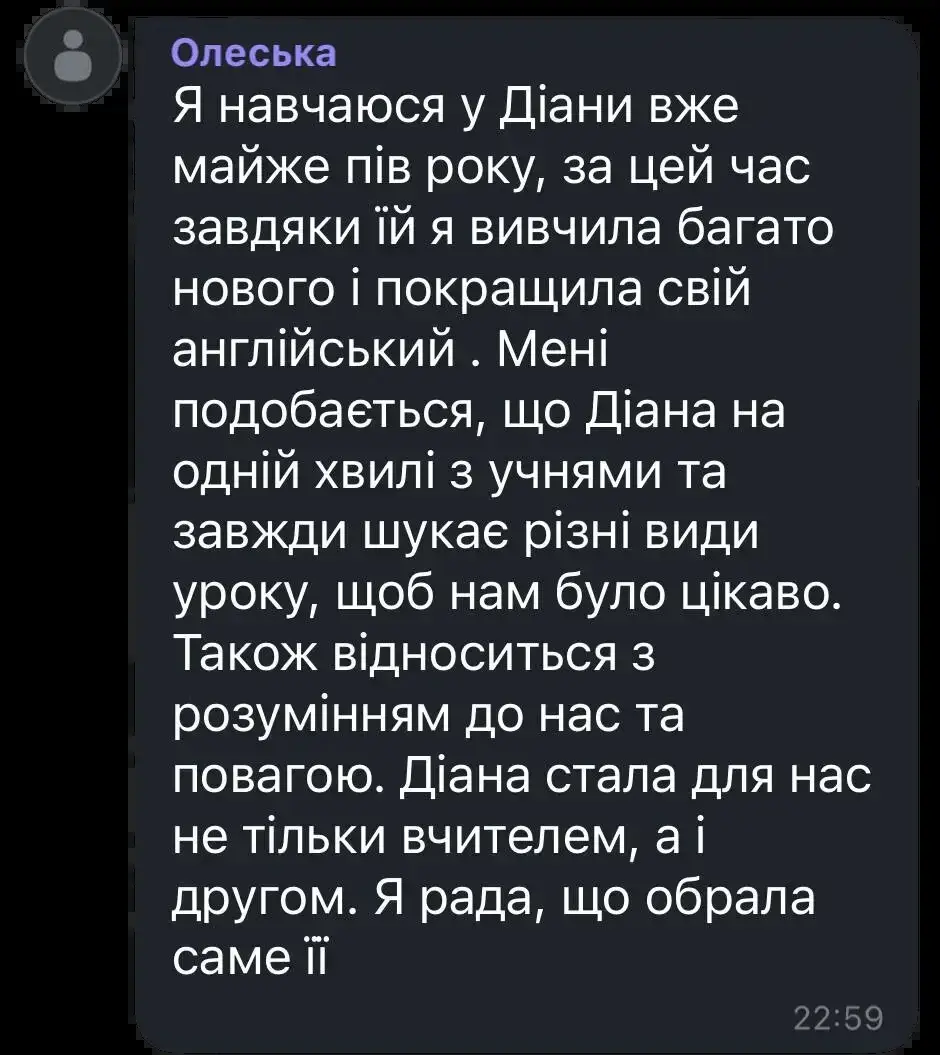 Олеська
Я навчаюся у Діани вже
майже пів року, за цей час
завдяки їй я вивчила багато
нового і покращила свій
англійський . Мені
подобається, що Діана на
одній хвилі з учнями та
завжди шукає різні види
уроку, щоб нам було цікаво.
Також відноситься з
розумінням до нас та
повагою. Діана стала для нас
не тільки вчителем, а і
другом. Я рада, що обрала
саме її
22:59